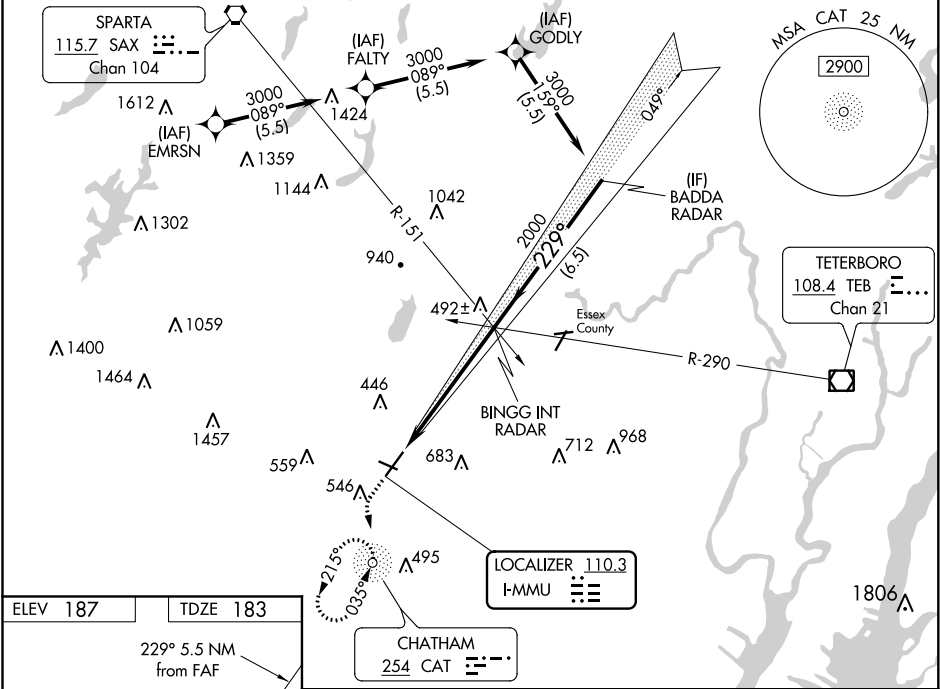 SPARTA
115.7 SAX
Chan 104
(IAF)
FALTY
(IAF)
GODLY
MSA CAT 25 NM
2900
3000
089°
(5.5)
3000
159°
(5.5)
049°
1612
3000
089°
(5.5)
1424
(IAF)
EMRSN
1359
1144
(IF)
BADDA
RADAR
1042
1302
R-151
2000
229°
(6.5)
940
TETERBORO
108.4 TEB
Chan 21
492±
Essex
County
1059
1400
R-290
1464
446
BINGG INT
RADAR
1457
559
683
712
968
546
215°
035°
495
LOCALIZER 110.3
I-MMU
1806
ELEV 187
TDZE 183
CHATHAM
254 CAT
229° 5.5 NM
from FAF